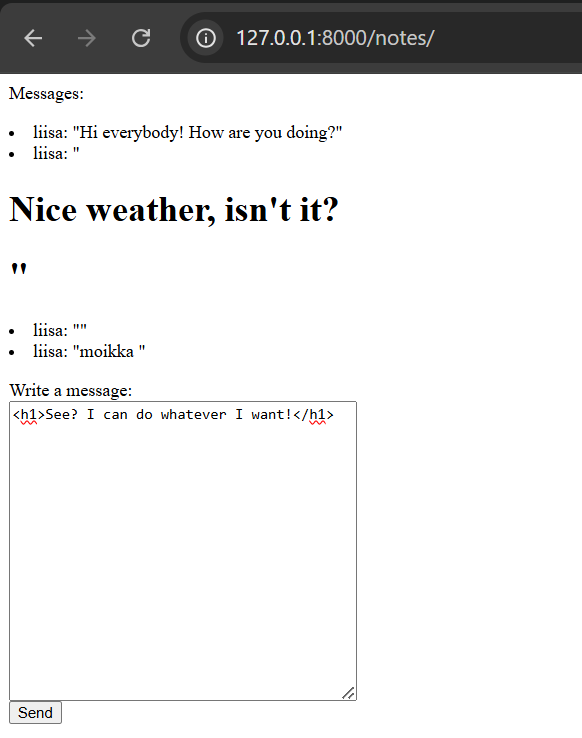 127.0.0.1:8000/notes/
Messages:
• liisa: "Hi everybody! How are you doing?"
• liisa: "
Nice weather, isn't it?
"
• liisa: ""
• liisa: "moikka "
Write a message:
<h1>See? I can do whatever I want!</h1>
Send